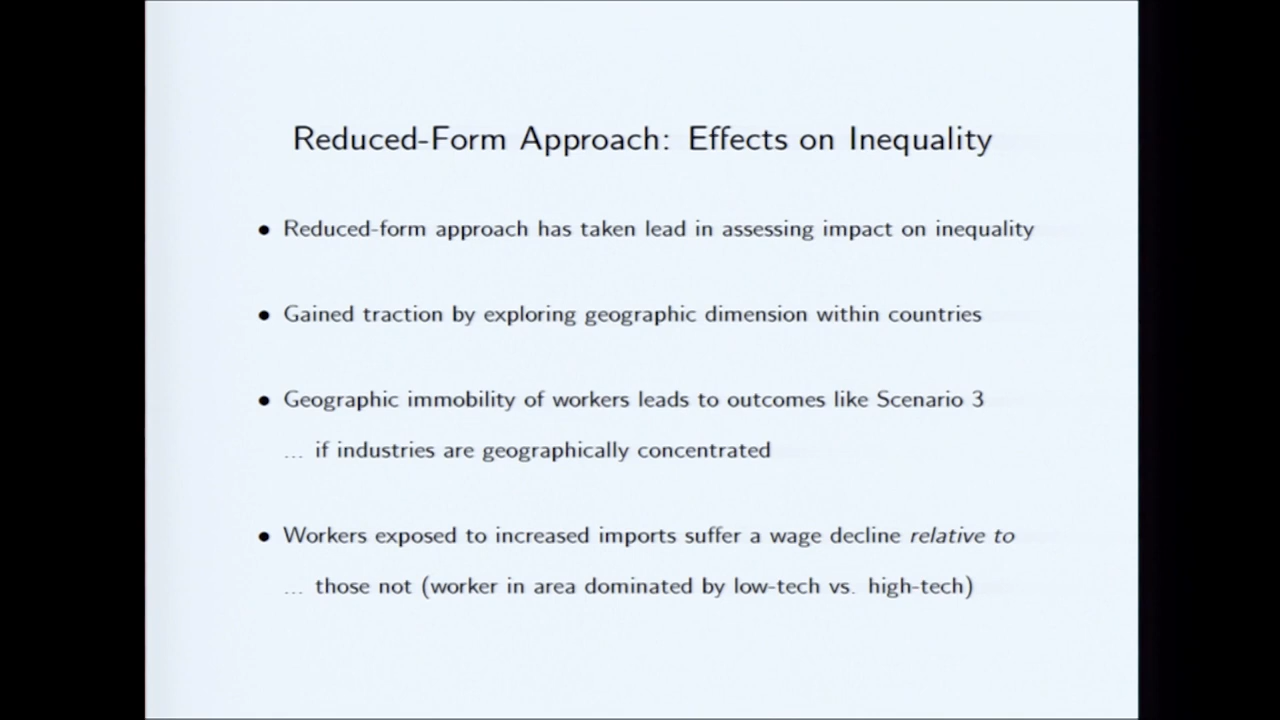 Reduced-Form Approach: Effects on Inequality
• Reduced-form approach has taken lead in assessing impact on inequality
• Gained traction by exploring geographic dimension within countries
• Geographic immobility of workers leads to outcomes like Scenario 3
... if industries are geographically concentrated
• Workers exposed to increased imports suffer a wage decline relative to
... those not (worker in area dominated by low-tech vs. high-tech)